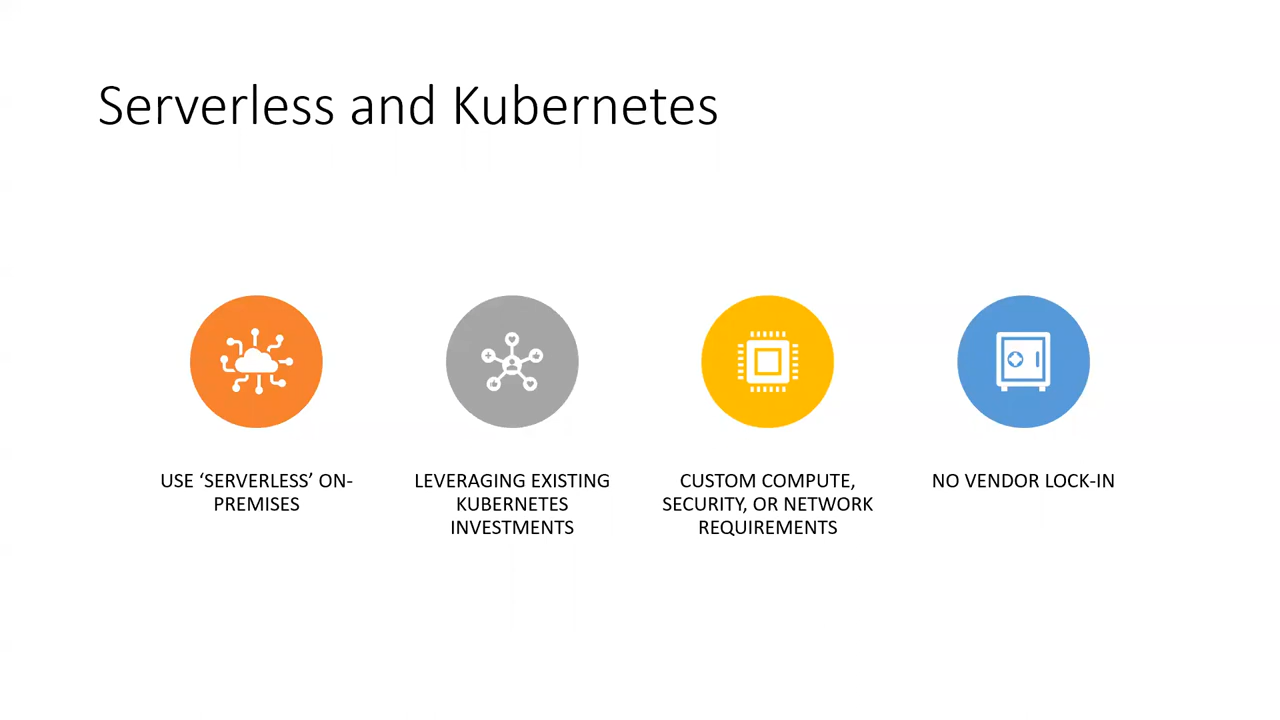 Serverless and Kubernetes
USE ‘SERVERLESS’ ON-
PREMISES
LEVERAGING EXISTING
KUBERNETES
INVESTMENTS
CUSTOM COMPUTE,
SECURITY, OR NETWORK
REQUIREMENTS
NO VENDOR LOCK-IN